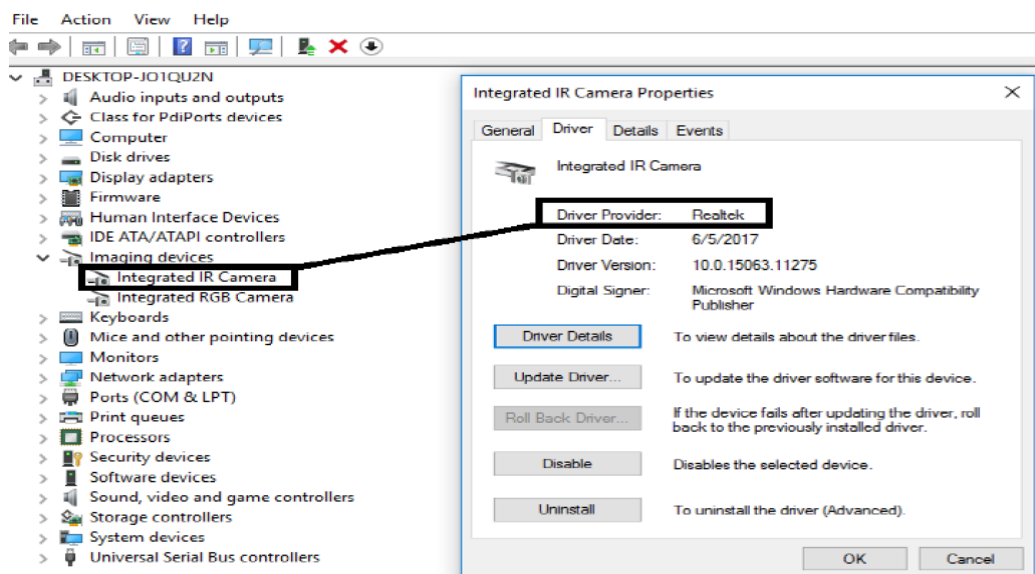 File Action View Help
DESKTOP-JO1QU2N
Audio inputs and outputs
Class for PdiPorts devices
Computer
Disk drives
Display adapters
Firmware
Human Interface Devices
IDE ATA/ATAPI controllers
Imaging devices
Integrated IR Camera
Integrated RGB Camera
Keyboards
Mice and other pointing devices
Monitors
Network adapters
Ports (COM & LPT)
Print queues
Processors
Security devices
Software devices
Sound, video and game controllers
Storage controllers
System devices
Universal Serial Bus controllers
Integrated IR Camera Properties
General Driver Details Events
Integrated IR Camera
Driver Provider: Realtek
Driver Date: 6/5/2017
Driver Version: 10.0.15063.11275
Digital Signer: Microsoft Windows Hardware Compatibility
Publisher
Driver Details To view details about the driver files.
Update Driver... To update the driver software for this device.
Roll Back Driver... If the device fails after updating the driver, roll
back to the previously installed driver.
Disable Disables the selected device.
Uninstall To uninstall the driver (Advanced).
OK Cancel